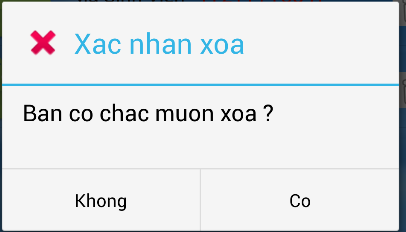 Xac nhan xoa
Ban co chac muon xoa ?
Khong
Co